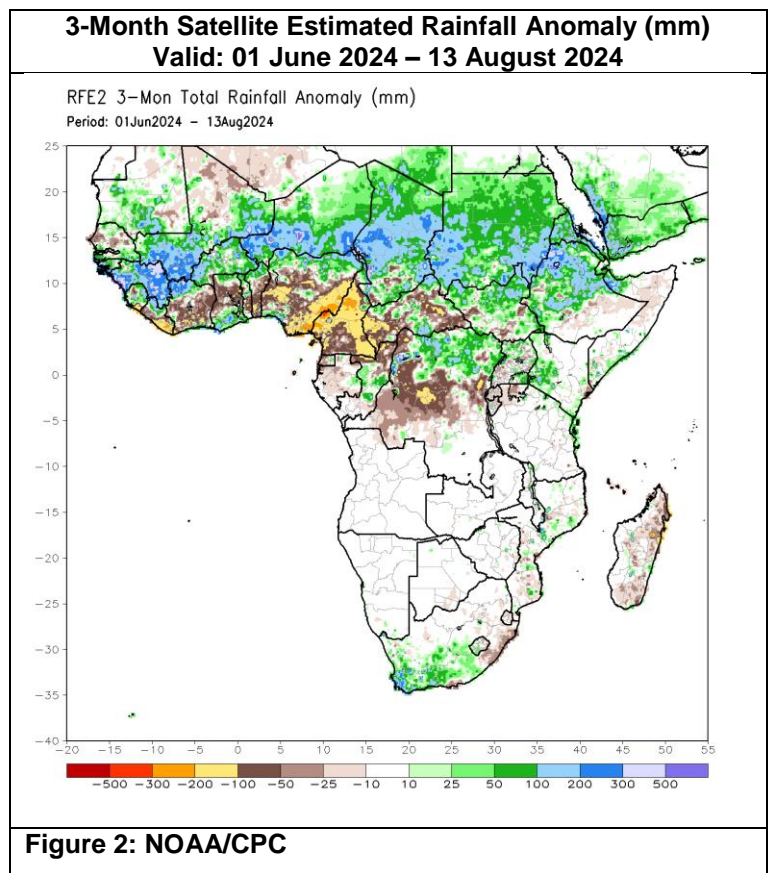 3-Month Satellite Estimated Rainfall Anomaly (mm)
Valid: 01 June 2024 – 13 August 2024
RFE2 3-Mon Total Rainfall Anomaly (mm)
Period: 01Jun2024 – 13Aug2024
25
20
15
10
5
0
-5
-10
-15
-20
-25
-30
-35
-40
-20 -15 -10 -5 0 5 10 15 20 25 30 35 40 45 50 55
-500 -300 -200 -100 -50 -25 -10 10 25 50 100 200 300 500
Figure 2: NOAA/CPC